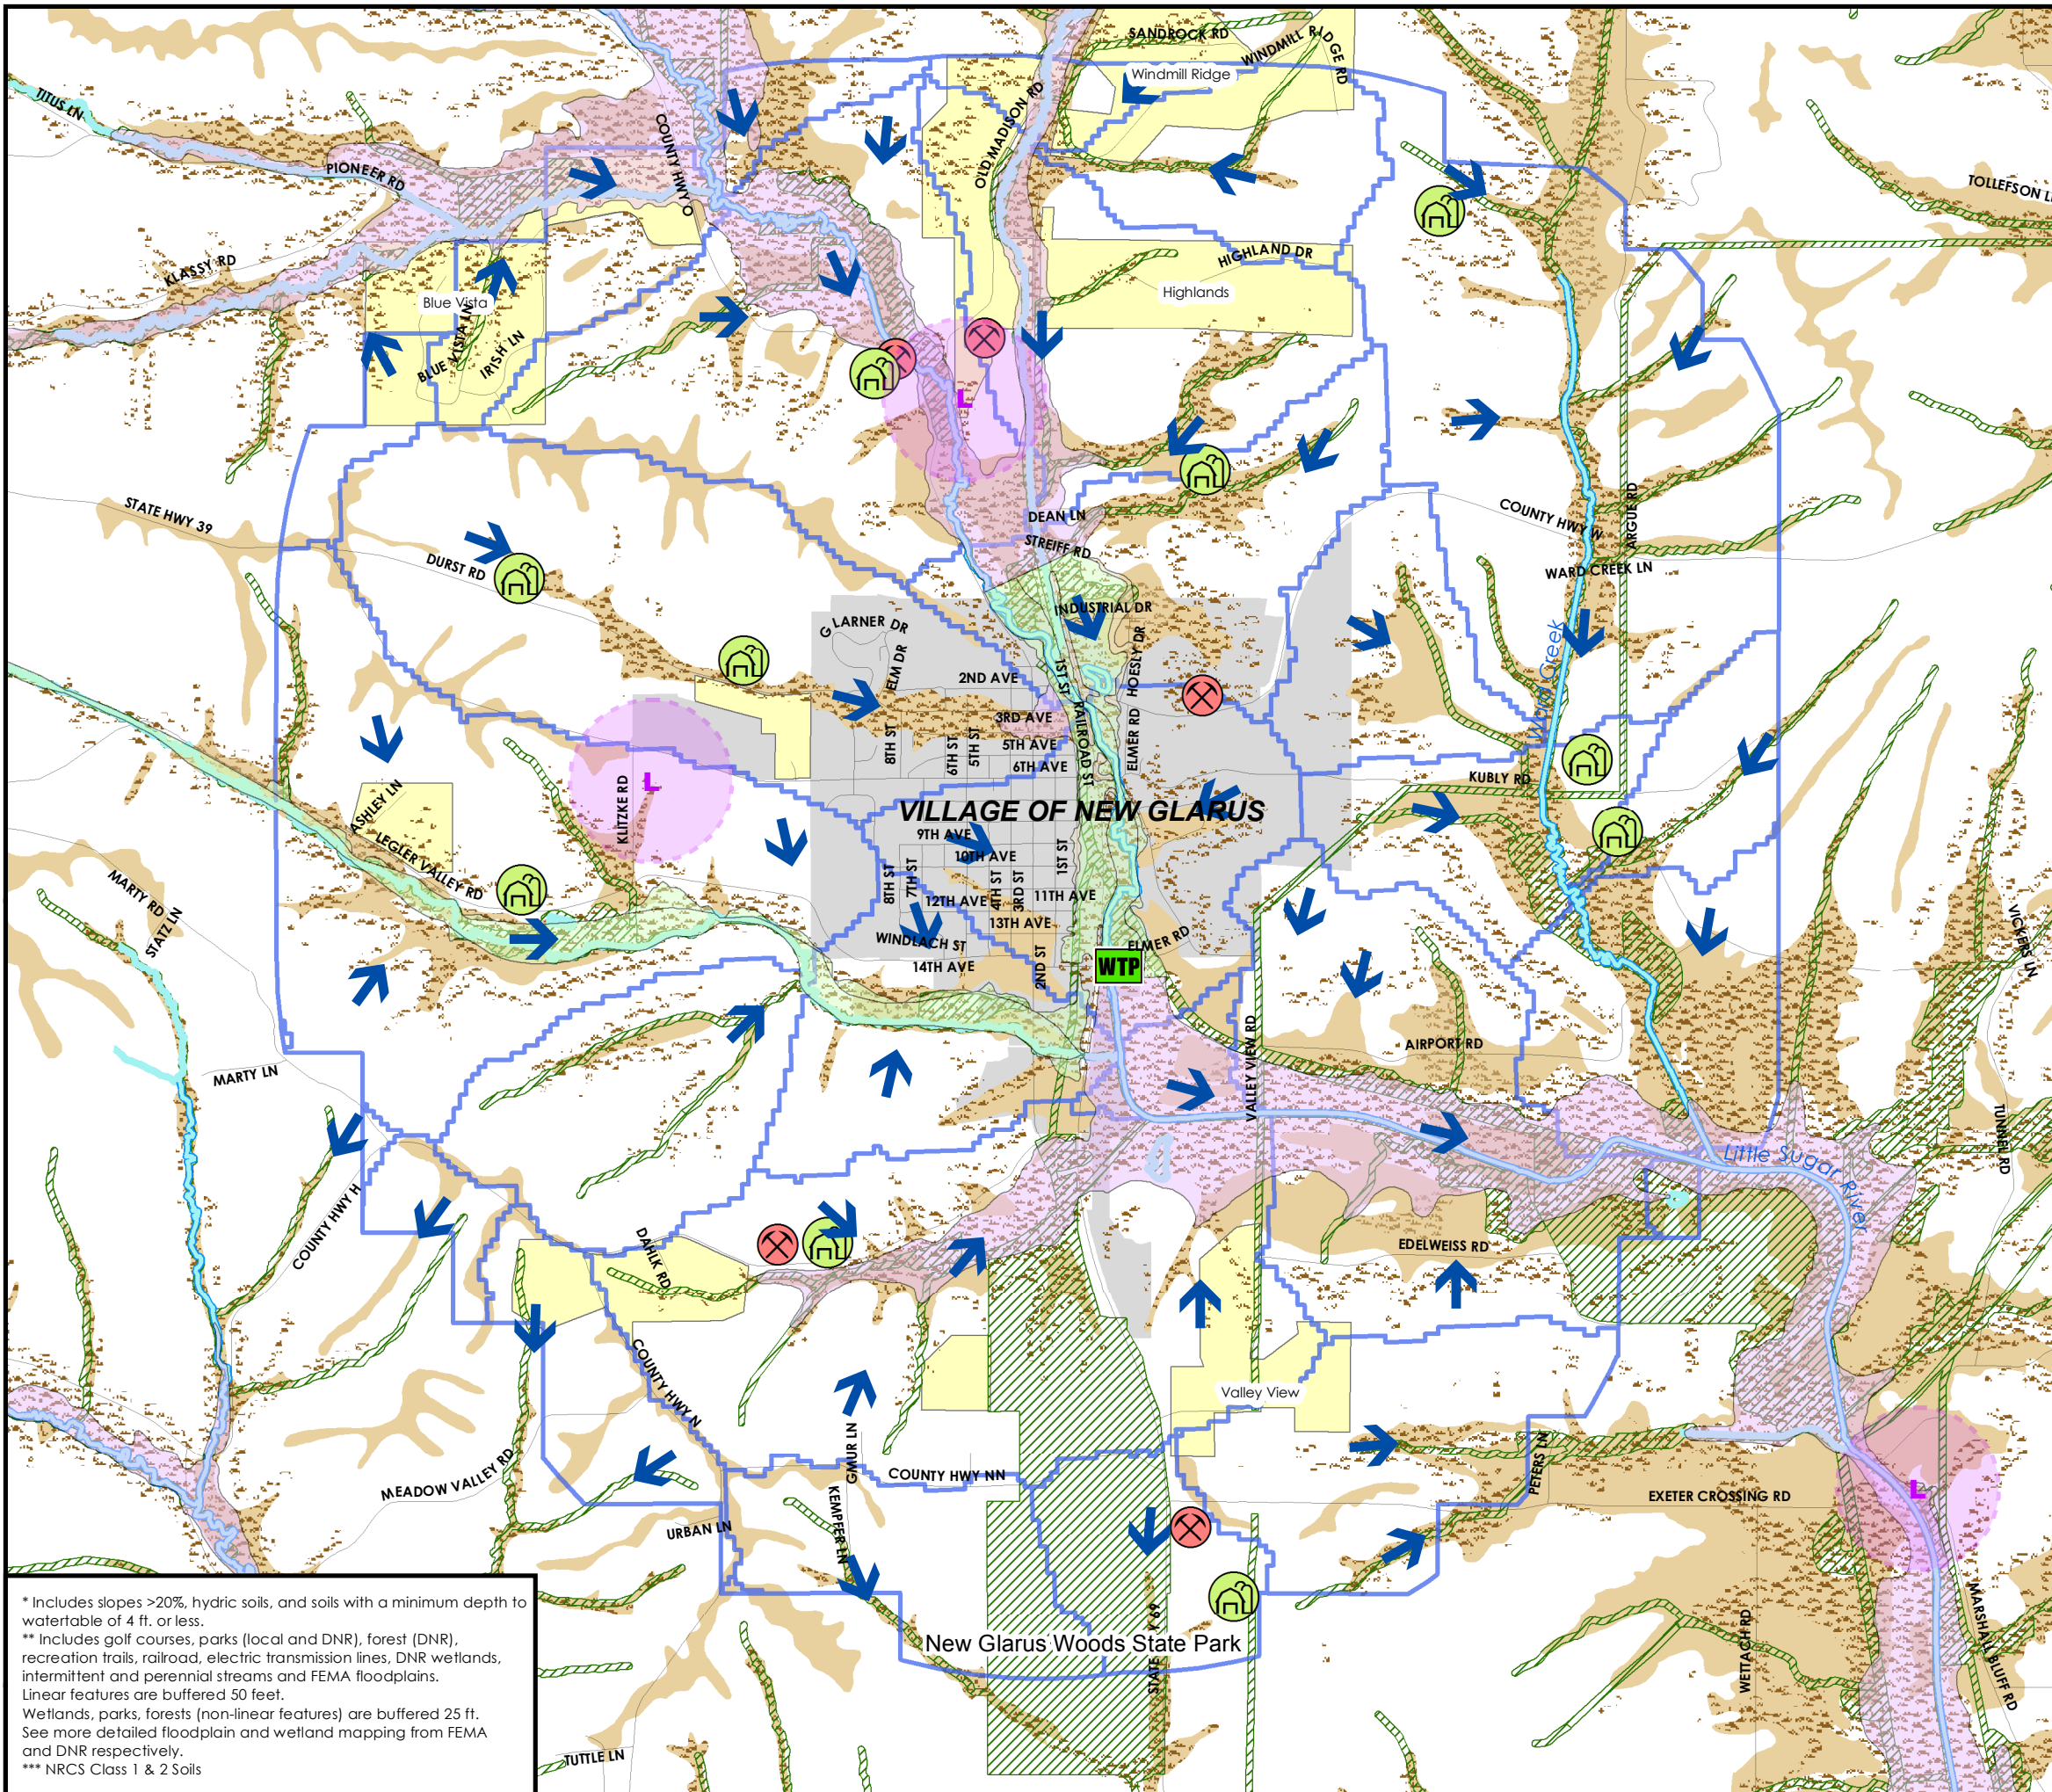 SANDROCK RD
WINDMILL RIDGE RD
Windmill Ridge
TITUS LN
OLD MADISON RD
COUNTY HWY O
PIONEER RD
TOLLEFSON L
KLASSY RD
HIGHLAND DR
Highlands
Blue Vista
BLUE VISTA LN
IRISH LN
L
STATE HWY 39
DURST RD
DEAN LN
STREIFF RD
COUNTY HWY W
ARGUE RD
WARD CREEK LN
INDUSTRIAL DR
GLARNER DR
ELM DR
2ND AVE
1ST ST
HOESLY DR
Ward Creek
3RD AVE
RAILROAD ST
ELMER RD
5TH AVE
8TH ST
6TH ST
5TH ST
6TH AVE
L
KLITZKE RD
KUBLY RD
VILLAGE OF NEW GLARUS
ASHLEY LN
LEGLER VALLEY RD
9TH AVE
10TH AVE
1ST ST
8TH ST
7TH ST
4TH ST
3RD ST
11TH AVE
12TH AVE
13TH AVE
MARTY RD
STATZ LN
WINDLACH ST
ELMER RD
14TH AVE
2ND ST
WTP
VICKERS LN
AIRPORT RD
VALLEY VIEW RD
MARTY LN
TUNNEL RD
Little Sugar River
COUNTY HWY H
DAHLK RD
EDELWEISS RD
COUNTY HWY N
Valley View
GMUR LN
COUNTY HWY NN
PETERS LN
MEADOW VALLEY RD
KEMPFER LN
L
EXETER CROSSING RD
URBAN LN
STATE
Y 69
New Glarus Woods State Park
WETTACH RD
MARSHALL BLUFF RD
TUTTLE LN
* Includes slopes >20%, hydric soils, and soils with a minimum depth to
watertable of 4 ft. or less.
** Includes golf courses, parks (local and DNR), forest (DNR),
recreation trails, railroad, electric transmission lines, DNR wetlands,
intermittent and perennial streams and FEMA floodplains.
Linear features are buffered 50 feet.
Wetlands, parks, forests (non-linear features) are buffered 25 ft.
See more detailed floodplain and wetland mapping from FEMA
and DNR respectively.
*** NRCS Class 1 & 2 Soils